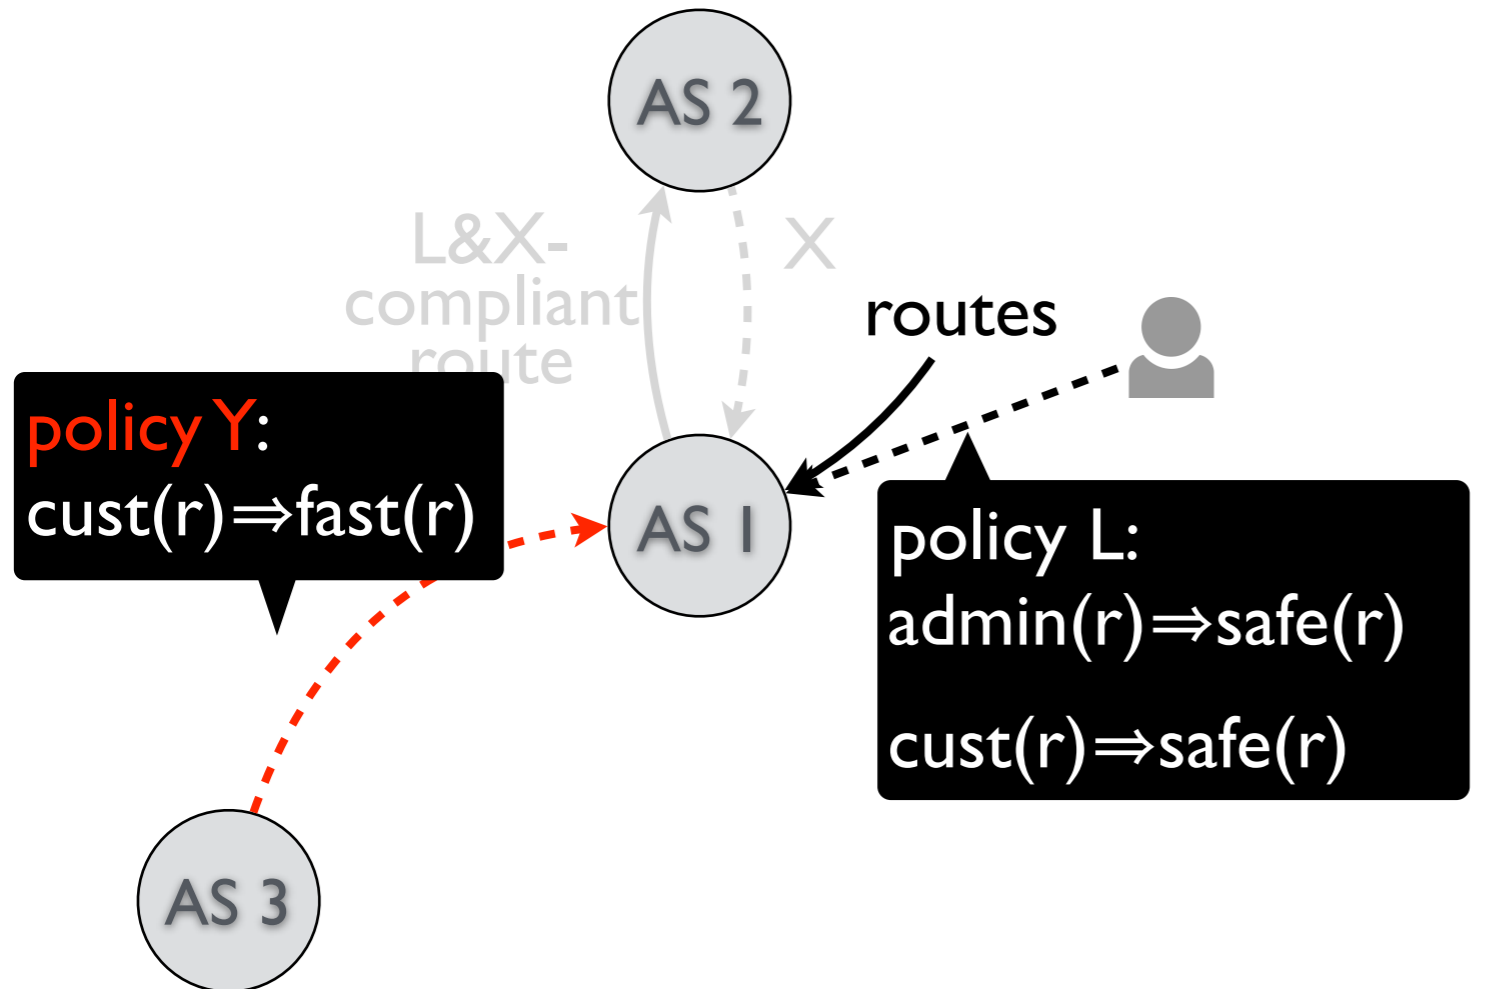 AS 2
L&X-
compliant
route
X
routes
policy Y:
cust(r)⇒fast(r)
AS 1
policy L:
admin(r)⇒safe(r)
cust(r)⇒safe(r)
AS 3